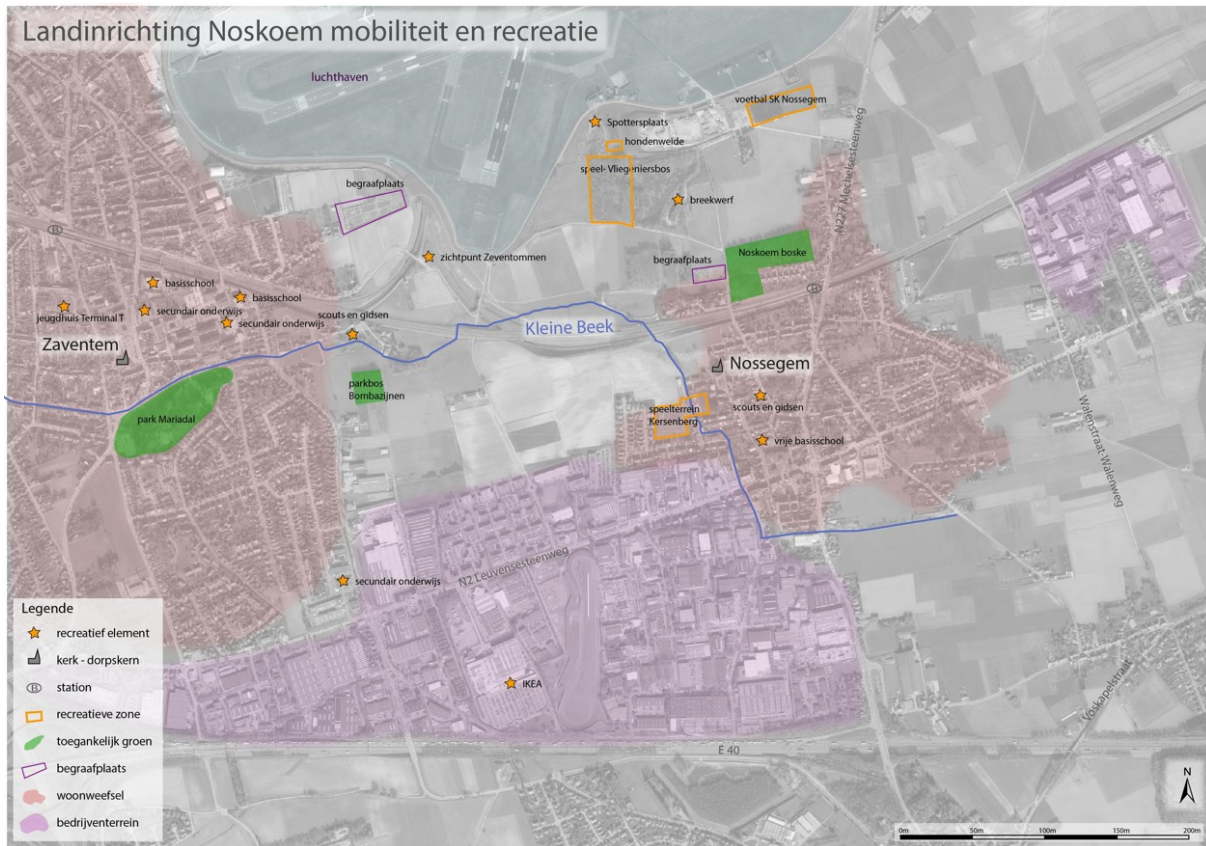 Landinrichting Noskoem mobiliteit en recreatie
luchthaven
voetbal SK Nossegem
N227 Mechelsesteenweg
Spottersplaats
hondenweide
speel- Vliegeniersbos
begraafplaats
breekwerf
B
zichtpunt Zeventommen
begraafplaats
Noskoem boske
basisschool
basisschool
B
jeugdhuis Terminal T
secundair onderwijs
scouts en gidsen
secundair onderwijs
Kleine Beek
Zaventem
Nossegem
parkbos
Bombazijnen
park Mariadal
speelterrein
Kersenberg
scouts en gidsen
vrije basisschool
Walenstraat-Walenweg
N2 Leuvensesteenweg
secundair onderwijs
IKEA
Voskapelstraat
E 40
Legende
recreatief element
kerk - dorpskern
B
station
recreatieve zone
toegankelijk groen
begraafplaats
woonweefsel
bedrijventerrein
N
0m
50m
100m
150m
200m